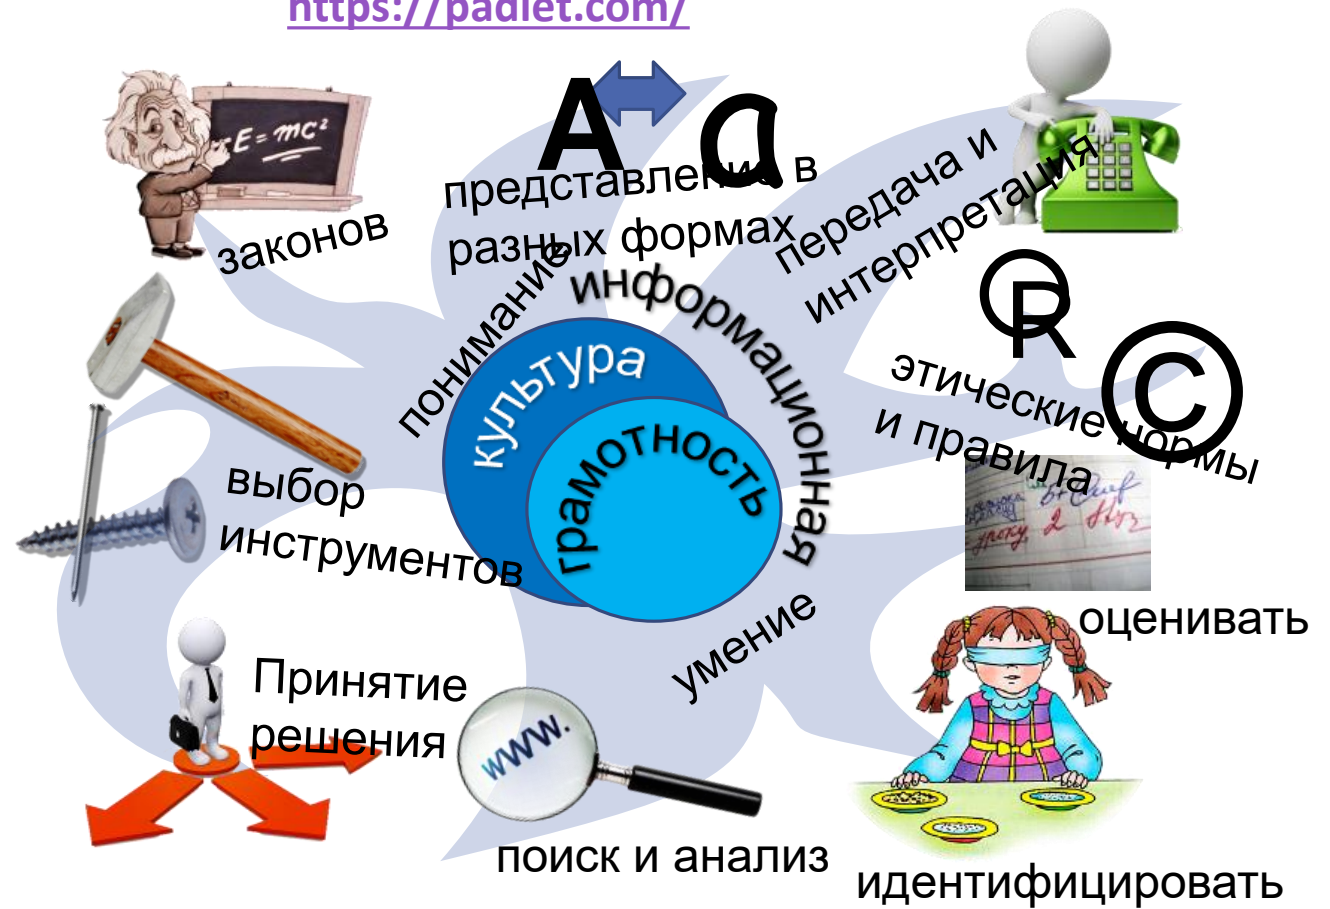 https://padlet.com/
E=mc²
A a
представление в
разных формах
передача и
интерпретация
законов
понимание
информационная
культура
грамотность
R
©
этические нормы
и правила
выбор
инструментов
2
умение
оценивать
Принятие
решения
www.
поиск и анализ
идентифицировать